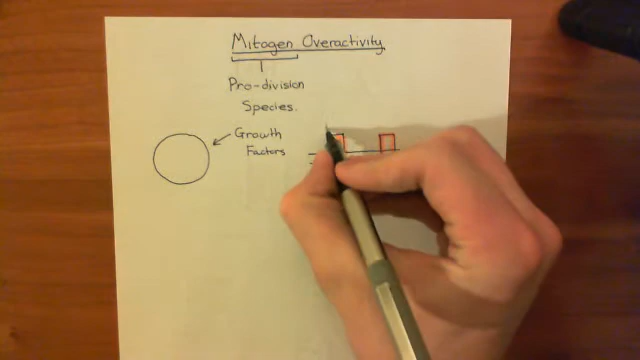 Mitogen Overactivity
Pro-division
Species.
Growth
Factors